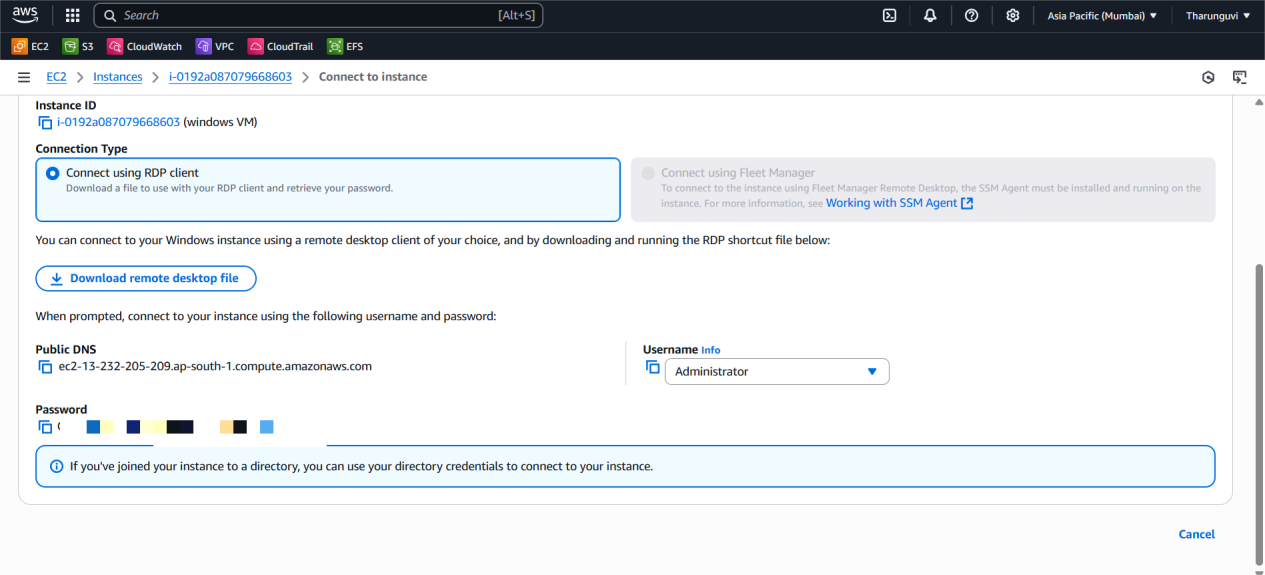 aws Search [Alt+S] Asia Pacific (Mumbai) Tharunguvi
EC2 S3 CloudWatch VPC CloudTrail EFS
EC2 > Instances > i-0192a087079668603 > Connect to instance
Instance ID
i-0192a087079668603 (windows VM)
Connection Type
Connect using RDP client
Download a file to use with your RDP client and retrieve your password.
Connect using Fleet Manager
To connect to the instance using Fleet Manager Remote Desktop, the SSM Agent must be installed and running on the
instance. For more information, see Working with SSM Agent
You can connect to your Windows instance using a remote desktop client of your choice, and by downloading and running the RDP shortcut file below:
Download remote desktop file
When prompted, connect to your instance using the following username and password:
Public DNS
ec2-13-232-205-209.ap-south-1.compute.amazonaws.com
Username Info
Administrator
Password
If you've joined your instance to a directory, you can use your directory credentials to connect to your instance.
Cancel